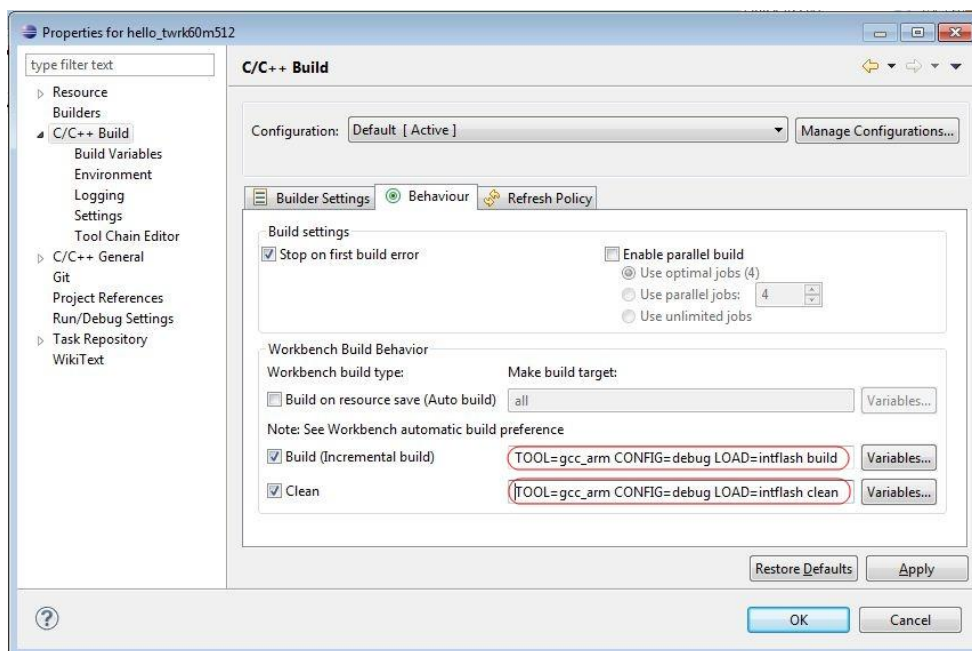 Properties for hello_twrk60m512
type filter text
Resource
Builders
C/C++ Build
Build Variables
Environment
Logging
Settings
Tool Chain Editor
C/C++ General
Git
Project References
Run/Debug Settings
Task Repository
WikiText
C/C++ Build
Configuration: Default [ Active ] Manage Configurations...
Builder Settings Behaviour Refresh Policy
Build settings
Stop on first build error Enable parallel build
Use optimal jobs (4)
Use parallel jobs: 4
Use unlimited jobs
Workbench Build Behavior
Workbench build type: Make build target:
Build on resource save (Auto build) all Variables...
Note: See Workbench automatic build preference
Build (Incremental build) TOOL=gcc_arm CONFIG=debug LOAD=intflash build Variables...
Clean TOOL=gcc_arm CONFIG=debug LOAD=intflash clean Variables...
Restore Defaults Apply
? OK Cancel